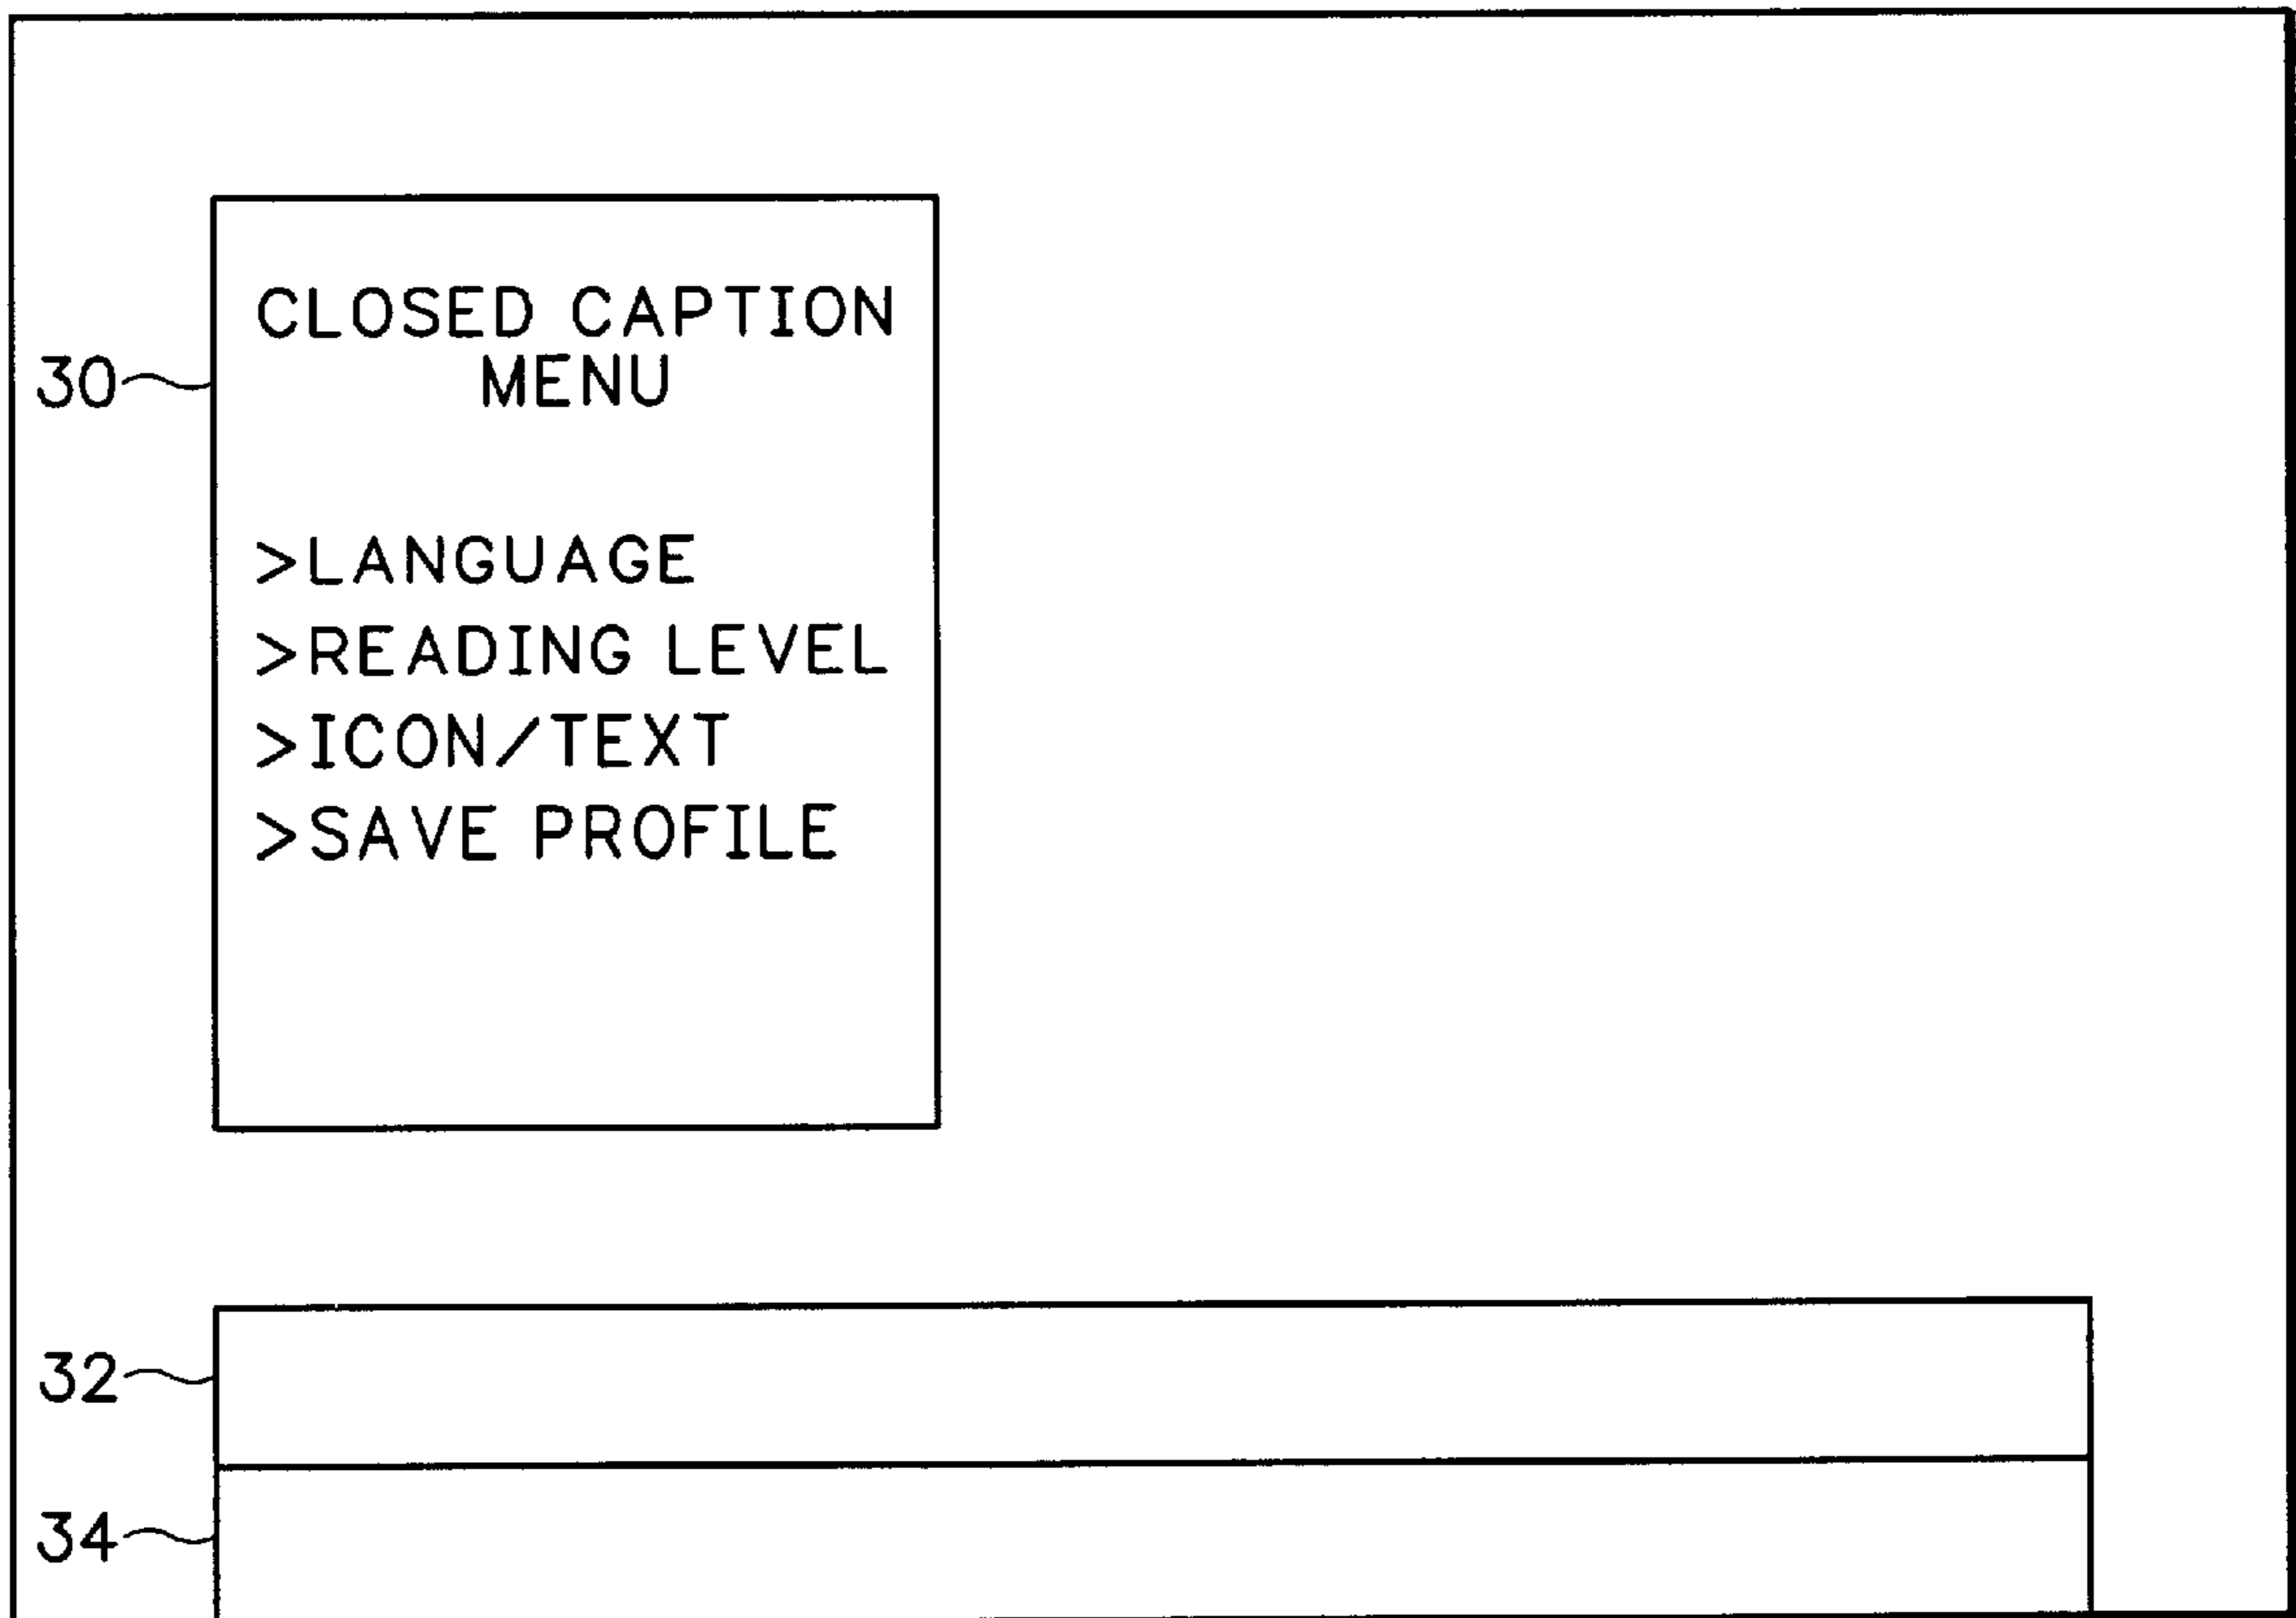 CLOSED CAPTION
30 MENU
>LANGUAGE
>READING LEVEL
>ICON/TEXT
>SAVE PROFILE
32
34